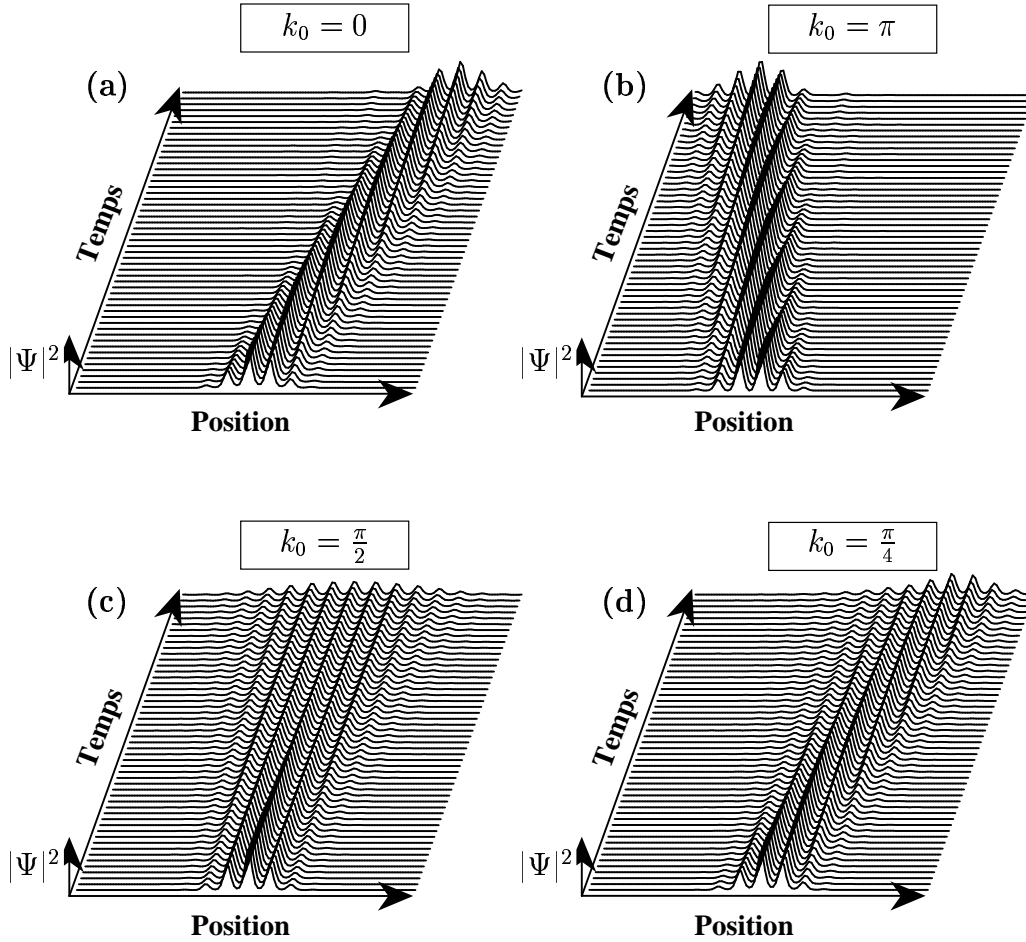 k₀ = 0
(a)
Temps
|Ψ|²
Position
k₀ = π
(b)
Temps
|Ψ|²
Position
k₀ = π/2
(c)
Temps
|Ψ|²
Position
k₀ = π/4
(d)
Temps
|Ψ|²
Position